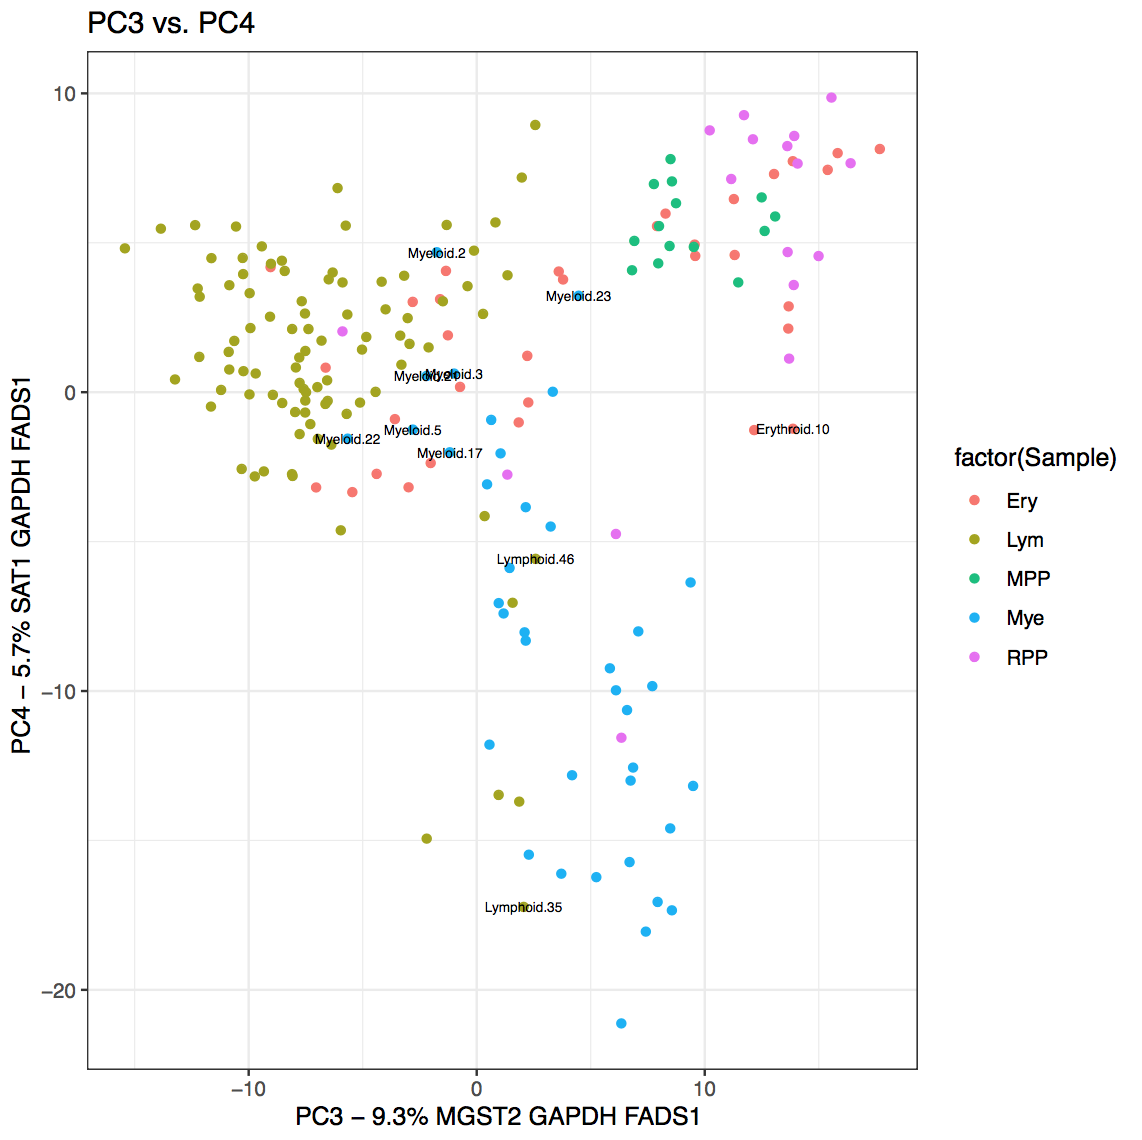 PC3 vs. PC4
10
0
−10
−20
PC4 − 5.7% SAT1 GAPDH FADS1
Myeloid.2
Myeloid.23
Myeloid.3
Myeloid.5
Myeloid.22
Myeloid.17
Erythroid.10
Lymphoid.46
Lymphoid.35
−10
0
10
PC3 − 9.3% MGST2 GAPDH FADS1
factor(Sample)
Ery
Lym
MPP
Mye
RPP